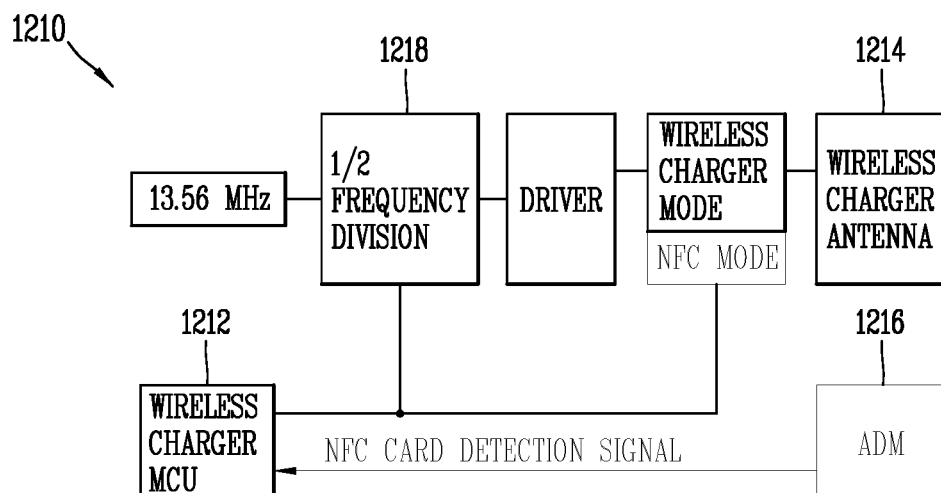 1210
1218
1214
13.56 MHz
1/2
FREQUENCY
DIVISION
DRIVER
WIRELESS
CHARGER
MODE
NFC MODE
WIRELESS
CHARGER
ANTENNA
1212
1216
WIRELESS
CHARGER
MCU
NFC CARD DETECTION SIGNAL
ADM